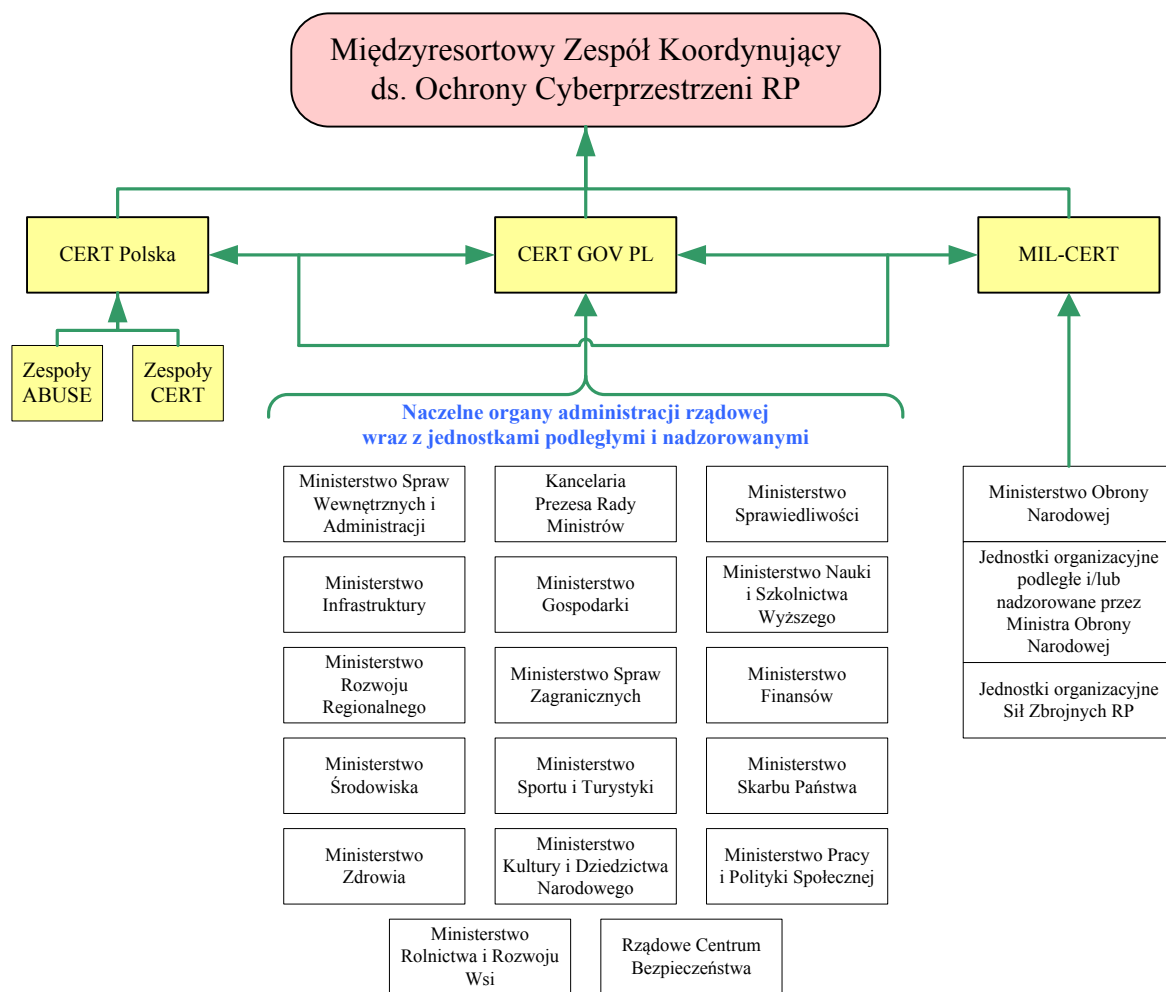 Międzyresortowy Zespół Koordynujący
ds. Ochrony Cyberprzestrzeni RP
CERT Polska
CERT GOV PL
MIL-CERT
Zespoły
ABUSE
Zespoły
CERT
Naczelne organy administracji rządowej
wraz z jednostkami podległymi i nadzorowanymi
Ministerstwo Spraw
Wewnętrznych i
Administracji
Kancelaria
Prezesa Rady
Ministrów
Ministerstwo
Sprawiedliwości
Ministerstwo
Infrastruktury
Ministerstwo
Gospodarki
Ministerstwo Nauki
i Szkolnictwa
Wyższego
Ministerstwo
Rozwoju
Regionalnego
Ministerstwo Spraw
Zagranicznych
Ministerstwo
Finansów
Ministerstwo
Środowiska
Ministerstwo
Sportu i Turystyki
Ministerstwo
Skarbu Państwa
Ministerstwo
Zdrowia
Ministerstwo
Kultury i Dziedzictwa
Narodowego
Ministerstwo Pracy
i Polityki Społecznej
Ministerstwo
Rolnictwa i Rozwoju
Wsi
Rządowe Centrum
Bezpieczeństwa
Ministerstwo Obrony
Narodowej
Jednostki organizacyjne
podległe i/lub
nadzorowane przez
Ministra Obrony
Narodowej
Jednostki organizacyjne
Sił Zbrojnych RP